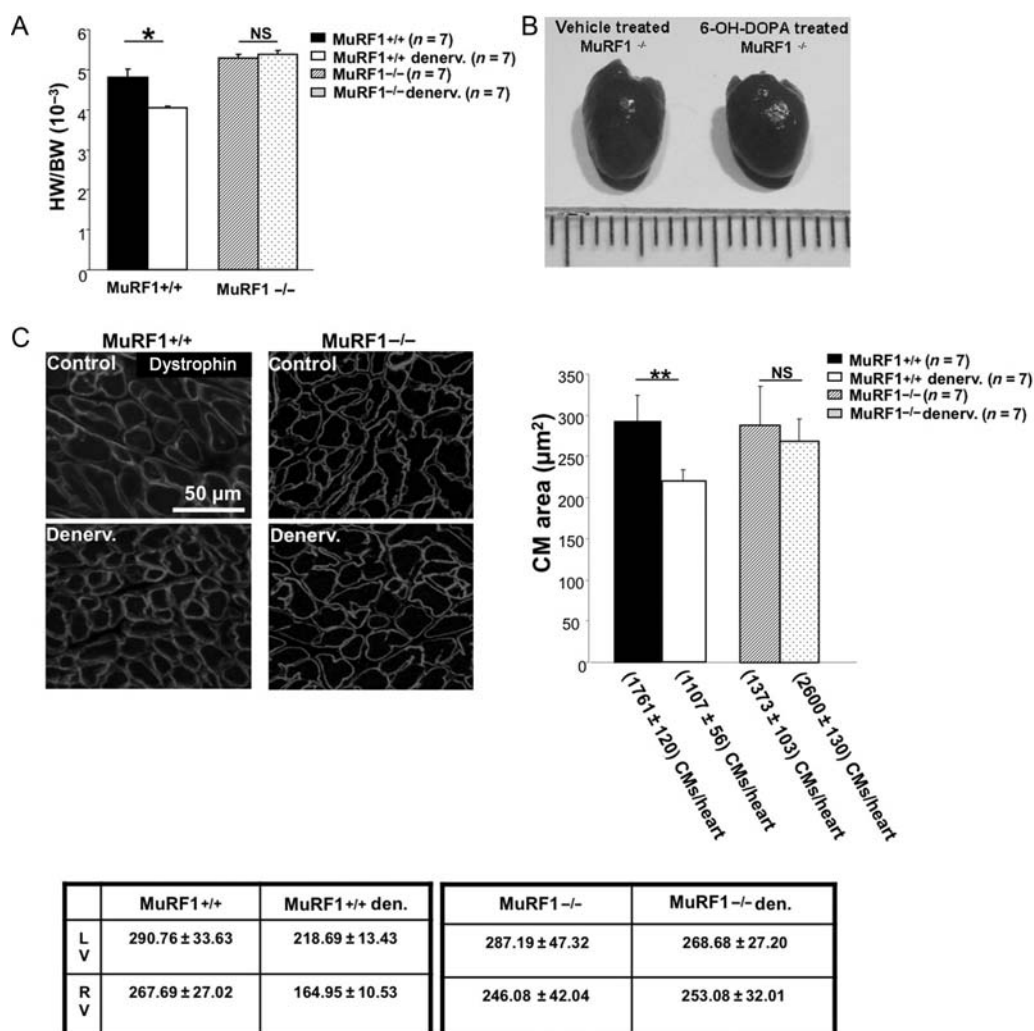 A
HW/BW (10⁻³)
6
5
4
6
2
1
0
*
NS
MuRF1+/+
MuRF1 –/–
MuRF1+/+ (n = 7)
MuRF1+/+ denerv. (n = 7)
MuRF1–/– (n = 7)
MuRF1–/– denerv. (n = 7)
B
Vehicle treated
MuRF1 -/-
6-OH-DOPA treated
MuRF1 -/-
C
MuRF1+/+
MuRF1–/–
Control
Dystrophin
50 µm
Control
Denerv.
Denerv.
CM area (µm²)
350
300
250
200
150
100
50
0
**
NS
MuRF1+/+ (n = 7)
MuRF1+/+ denerv. (n = 7)
MuRF1–/– (n = 7)
MuRF1–/– denerv. (n = 7)
(1761 ± 120) CMs/heart
(1107 ± 56) CMs/heart
(1373 ± 103) CMs/heart
(2600 ± 130) CMs/heart
MuRF1+/+ MuRF1+/+ den. MuRF1–/– MuRF1–/– den.
LV 290.76 ± 33.63 218.69 ± 13.43 287.19 ± 47.32 268.68 ± 27.20
RV 267.69 ± 27.02 164.95 ± 10.53 246.08 ± 42.04 253.08 ± 32.01